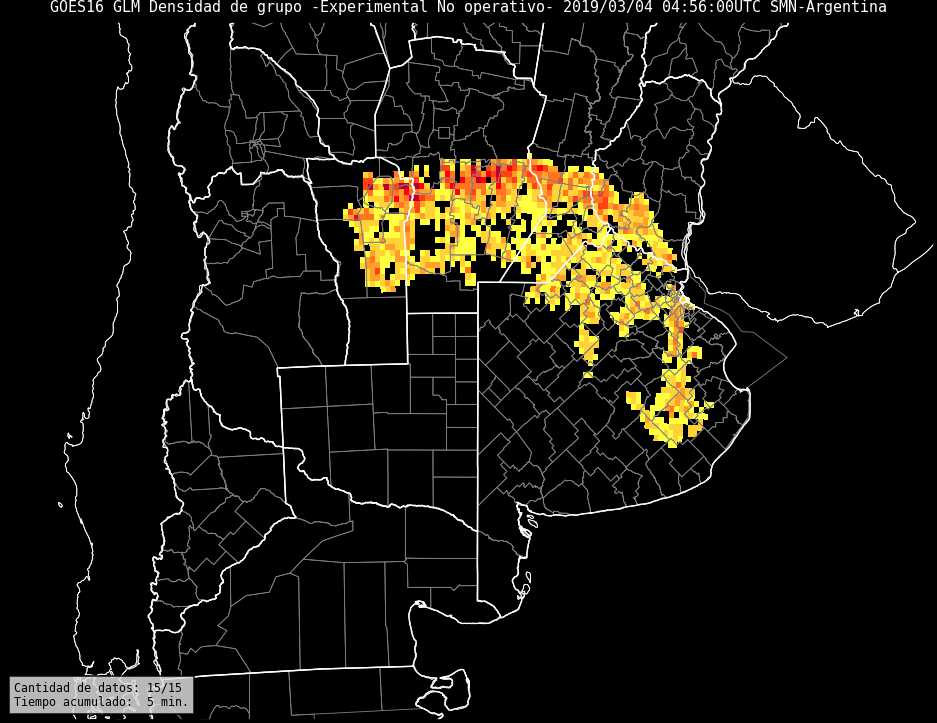 GOES16 GLM Densidad de grupo -Experimental No operativo- 2019/03/04 04:56:00UTC SMN-Argentina
Cantidad de datos: 15/15
Tiempo acumulado:  5 min.